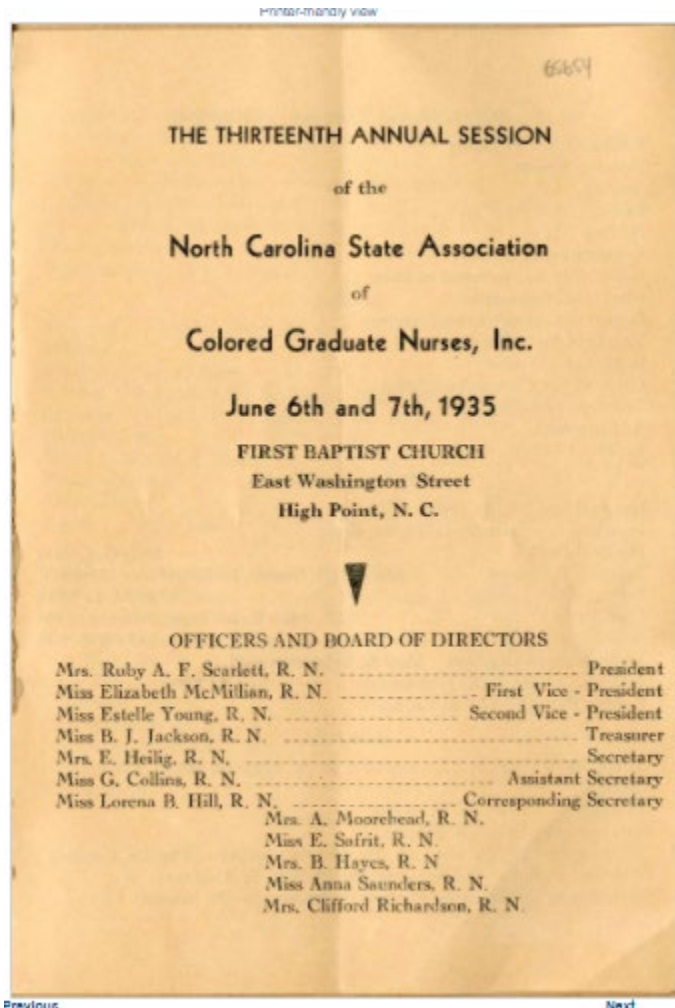 Printer-friendly view
65654
THE THIRTEENTH ANNUAL SESSION
of the
North Carolina State Association
of
Colored Graduate Nurses, Inc.
June 6th and 7th, 1935
FIRST BAPTIST CHURCH
East Washington Street
High Point, N. C.
OFFICERS AND BOARD OF DIRECTORS
Mrs. Ruby A. F. Scarlett, R. N. President
Miss Elizabeth McMillian, R. N. First Vice - President
Miss Estelle Young, R. N. Second Vice - President
Miss B. J. Jackson, R. N. Treasurer
Mrs. E. Heilig, R. N. Secretary
Miss G. Collins, R. N. Assistant Secretary
Miss Lorena B. Hill, R. N. Corresponding Secretary
Mrs. A. Moorehead, R. N.
Miss E. Safrit, R. N.
Mrs. B. Hayes, R. N
Miss Anna Saunders, R. N.
Mrs. Clifford Richardson, R. N.
Previous Next